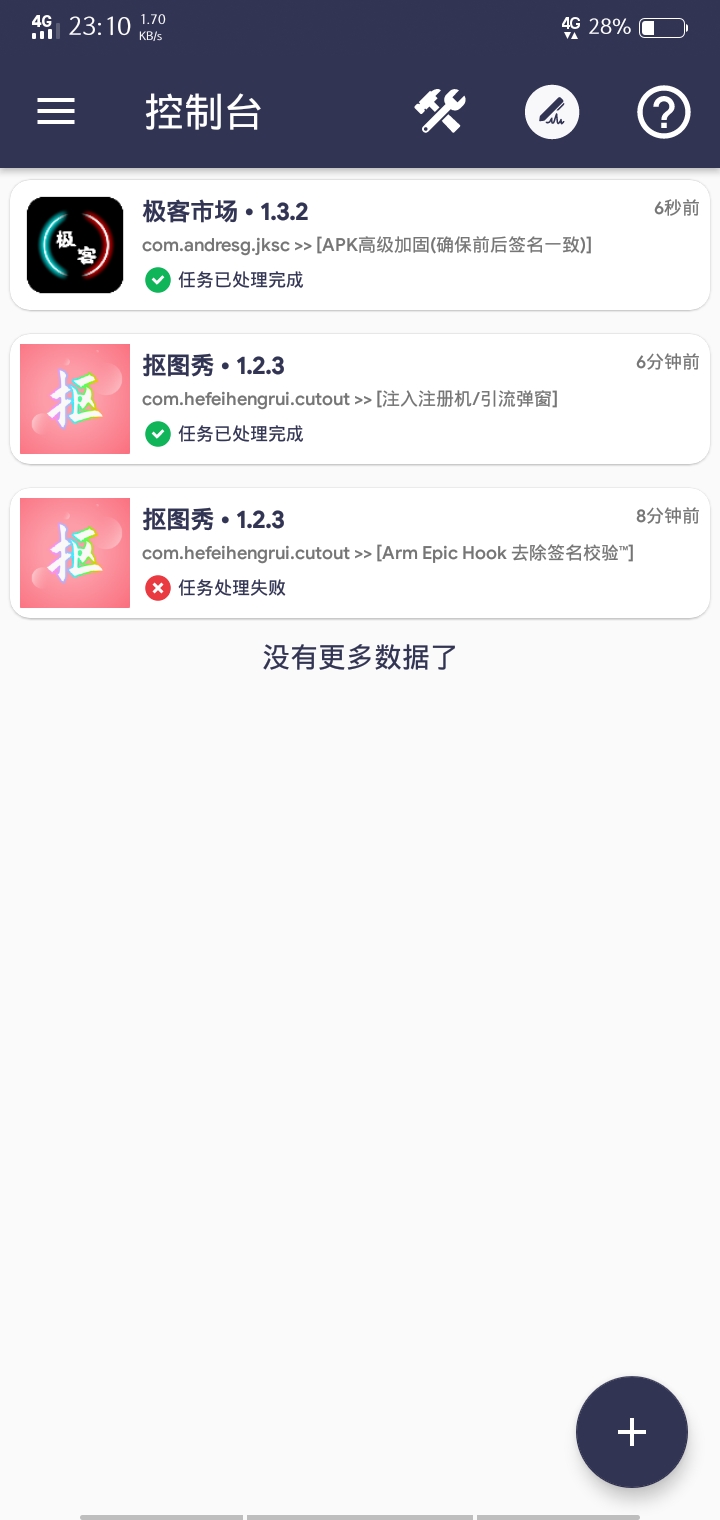 4G 23:10 1.70 KB/s 4G 28%
控制台
极客市场 • 1.3.2 6秒前
极客
com.andresg.jksc >> [APK高级加固(确保前后签名一致)]
任务已处理完成
抠图秀 • 1.2.3 6分钟前
抠
com.hefeihengrui.cutout >> [注入注册机/引流弹窗]
任务已处理完成
抠图秀 • 1.2.3 8分钟前
抠
com.hefeihengrui.cutout >> [Arm Epic Hook 去除签名校验™]
任务处理失败
没有更多数据了